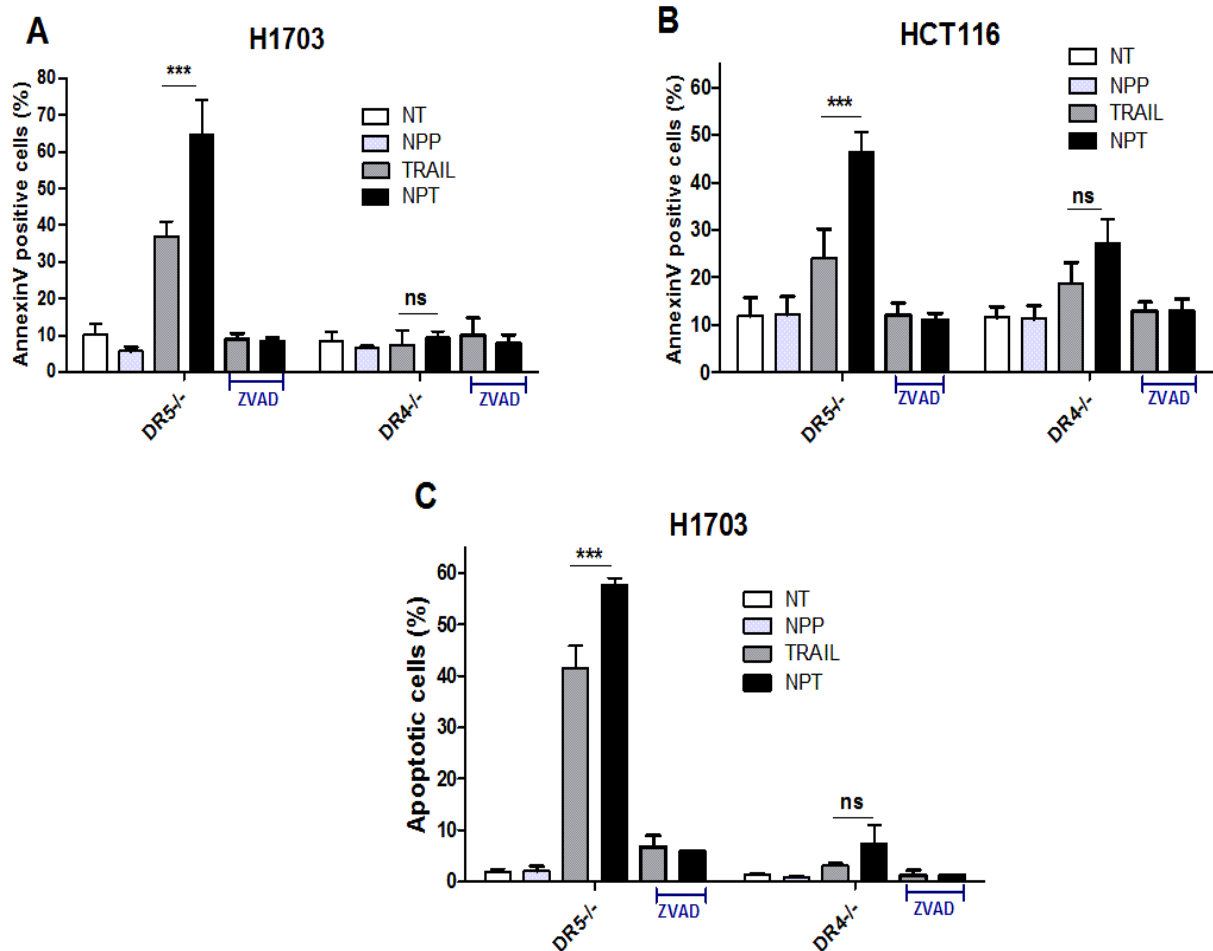 A
H1703
AnnexinV positive cells (%)
80
70
60
50
40
30
20
10
0
***
ns
NT
NPP
TRAIL
NPT
DR5-/-
ZVAD
DR4-/-
ZVAD
B
HCT116
AnnexinV positive cells (%)
60
50
40
30
20
10
0
***
ns
NT
NPP
TRAIL
NPT
DR5-/-
ZVAD
DR4-/-
ZVAD
C
H1703
Apoptotic cells (%)
60
50
40
30
20
10
0
***
ns
NT
NPP
TRAIL
NPT
DR5-/-
ZVAD
DR4-/-
ZVAD